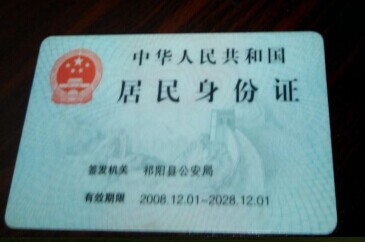 中华人民共和国
居民身份证
签发机关 祁阳县公安局
有效期限 2008.12.01-2028.12.01